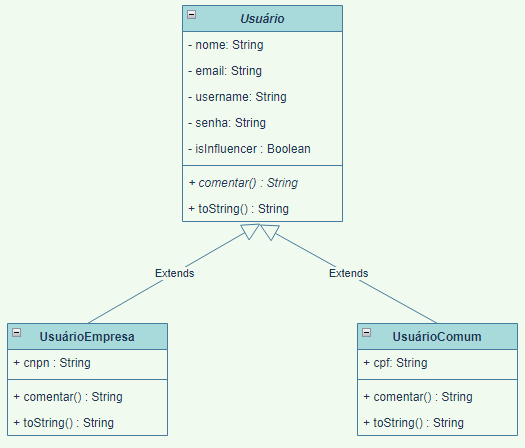 Usuário
- nome: String
- email: String
- username: String
- senha: String
- isInfluencer : Boolean
+ comentar() : String
+ toString() : String
Extends
Extends
UsuárioEmpresa
+ cnpn : String
+ comentar() : String
+ toString() : String
UsuárioComum
+ cpf: String
+ comentar() : String
+ toString() : String